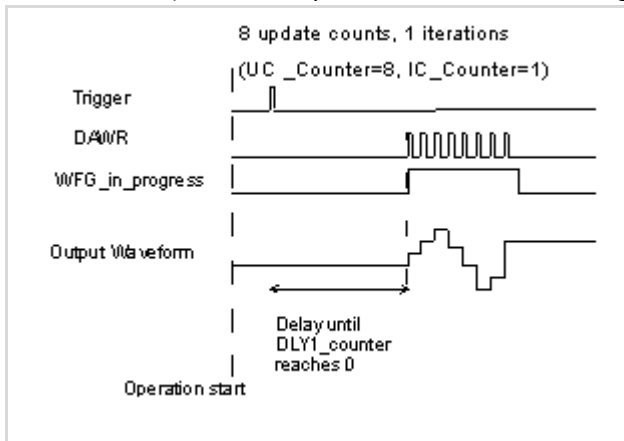 8 update counts, 1 iterations
(UC _Counter=8, IC_Counter=1)
Trigger
DAWR
WFG_in_progress
Output Waveform
Delay until
DLY1_counter
reaches 0
Operation start